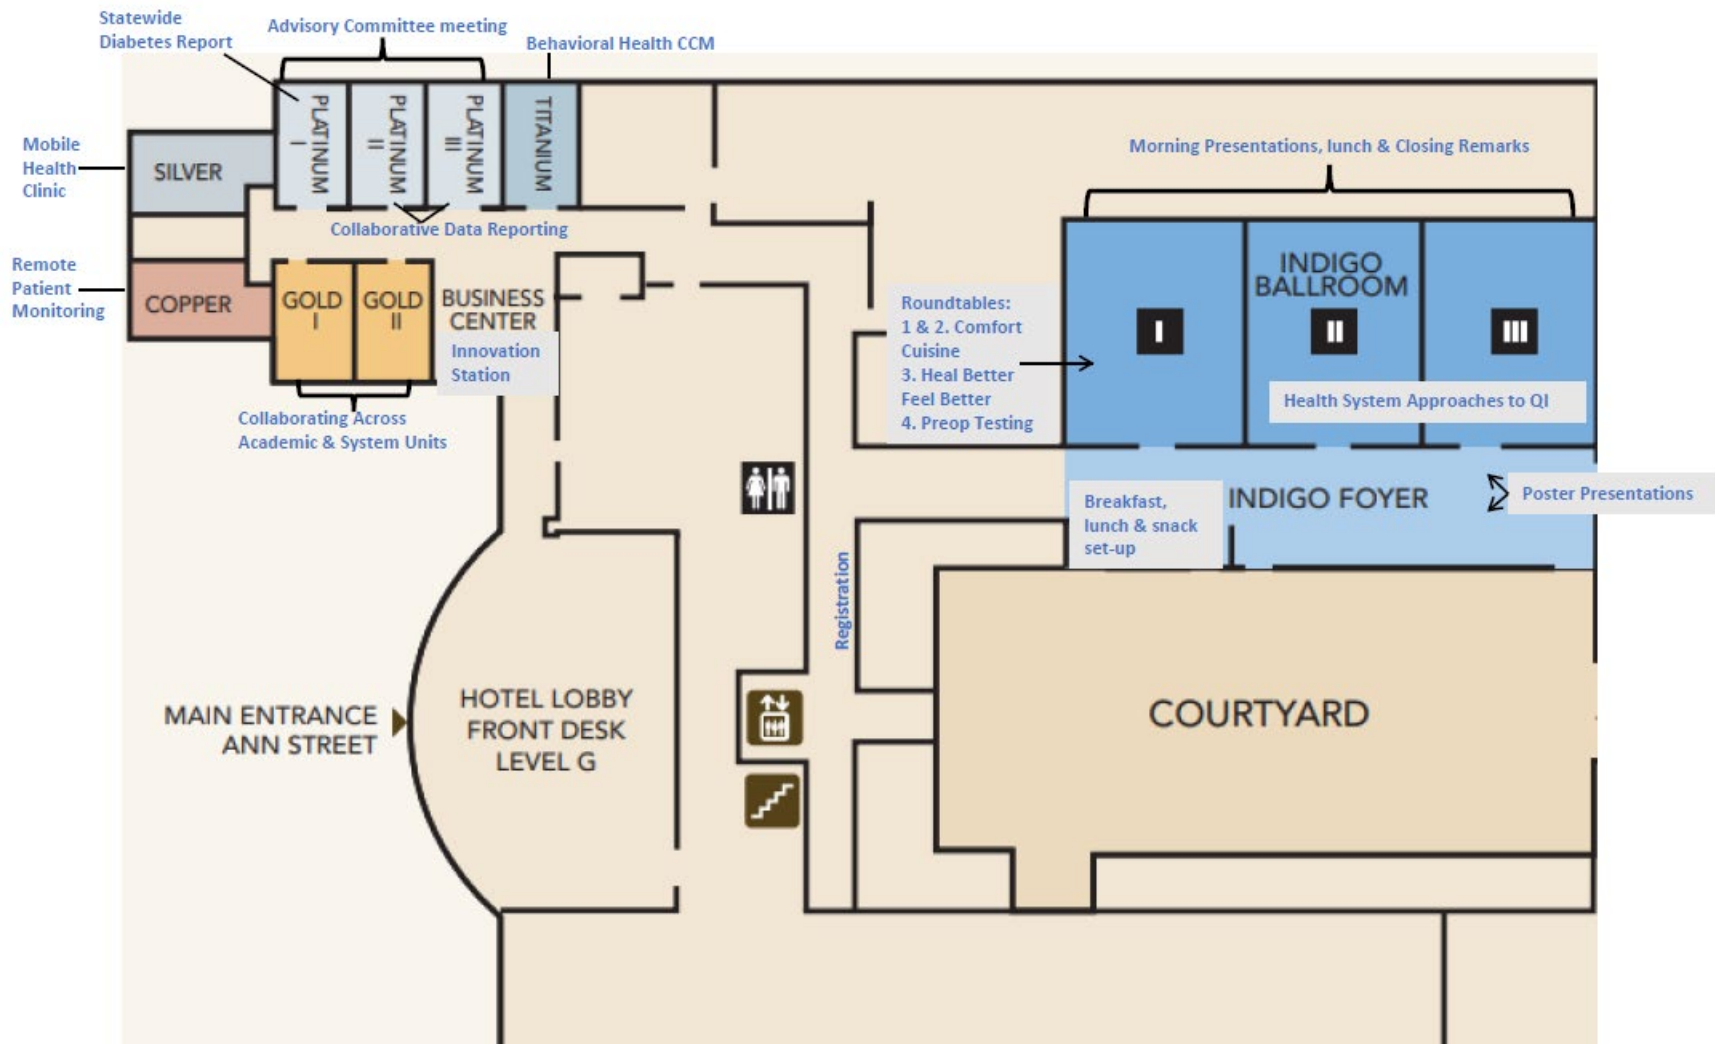 Statewide
Diabetes Report
Advisory Committee meeting
Behavioral Health CCM
Mobile
Health
Clinic
SILVER
PLATINUM
I
PLATINUM
II
PLATINUM
III
TITANIUM
Morning Presentations, lunch & Closing Remarks
Collaborative Data Reporting
Remote
Patient
Monitoring
COPPER
GOLD
I
GOLD
II
BUSINESS
CENTER
Innovation
Station
Collaborating Across
Academic & System Units
Roundtables:
1 & 2. Comfort
Cuisine
3. Heal Better
Feel Better
4. Preop Testing
INDIGO
BALLROOM
I
II
III
Health System Approaches to QI
Breakfast,
lunch & snack
set-up
INDIGO FOYER
Poster Presentations
Registration
MAIN ENTRANCE
ANN STREET
HOTEL LOBBY
FRONT DESK
LEVEL G
COURTYARD